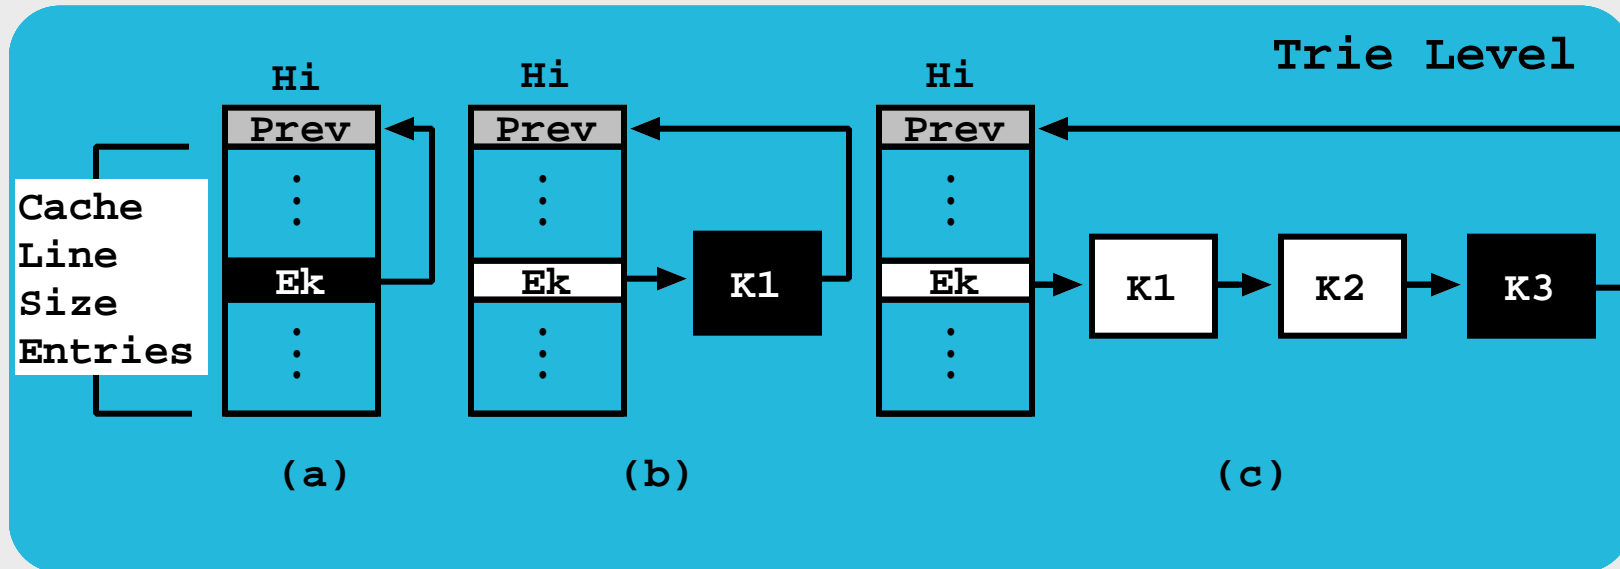 Trie Level
Hi
Hi
Hi
Prev
Prev
Prev
Cache
Line
Size
Entries
Ek
Ek
K1
Ek
K1
K2
K3
(a)
(b)
(c)